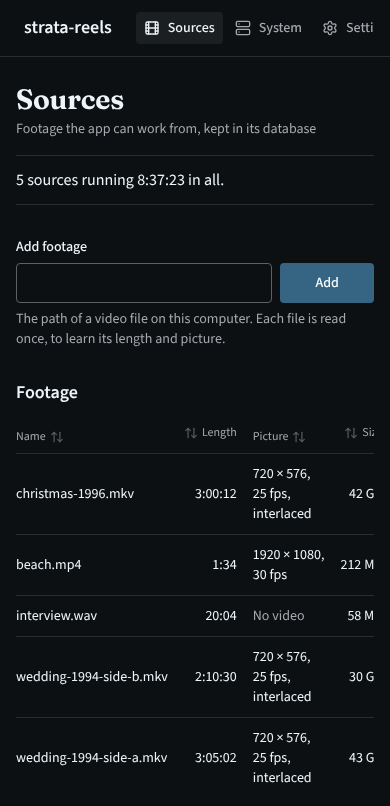 strata-reels Sources System Setti
Sources
Footage the app can work from, kept in its database
5 sources running 8:37:23 in all.
Add footage
Add
The path of a video file on this computer. Each file is read
once, to learn its length and picture.
Footage
Name Length Picture Siz
christmas-1996.mkv 3:00:12 720 × 576, 25 fps, interlaced 42 G
beach.mp4 1:34 1920 × 1080, 30 fps 212 M
interview.wav 20:04 No video 58 M
wedding-1994-side-b.mkv 2:10:30 720 × 576, 25 fps, interlaced 30 G
wedding-1994-side-a.mkv 3:05:02 720 × 576, 25 fps, interlaced 43 G